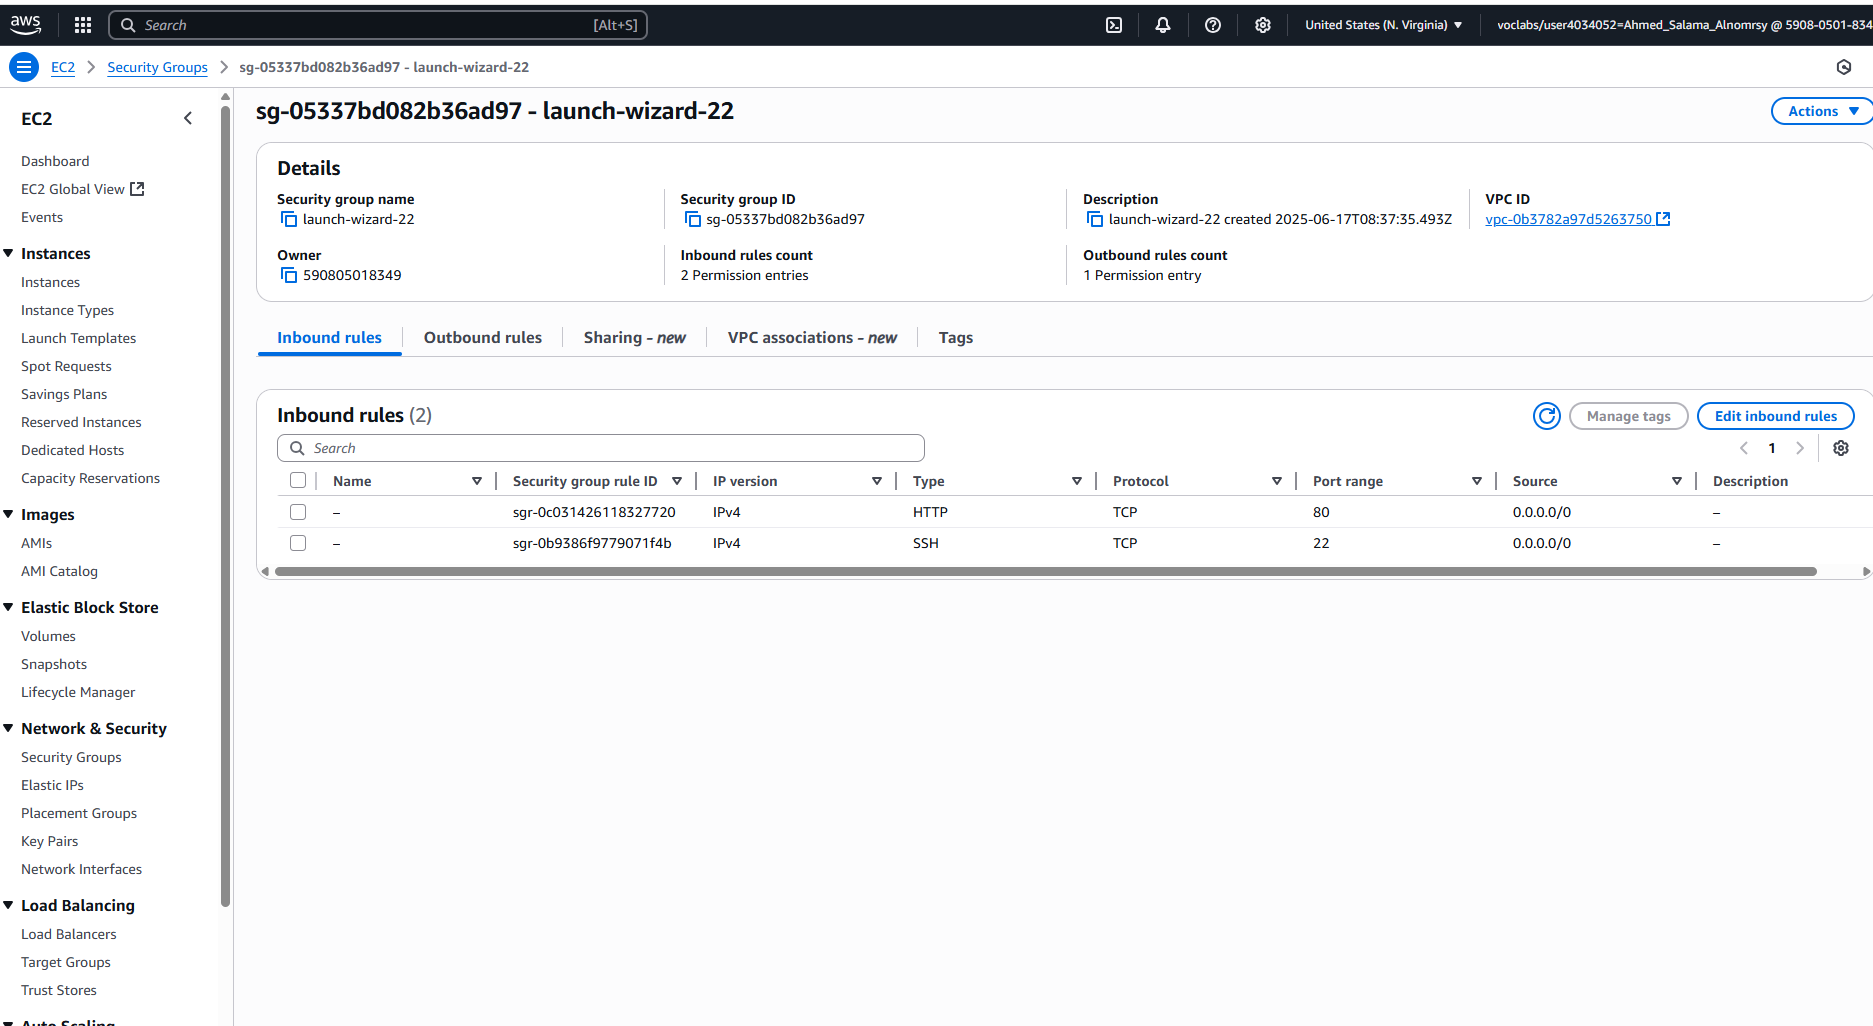 aws
Search [Alt+S]
United States (N. Virginia)
voclabs/user4034052=Ahmed_Salama_Alnomrsy @ 5908-0501-834
EC2 > Security Groups > sg-05337bd082b36ad97 - launch-wizard-22
EC2
Dashboard
EC2 Global View
Events
Instances
Instances
Instance Types
Launch Templates
Spot Requests
Savings Plans
Reserved Instances
Dedicated Hosts
Capacity Reservations
Images
AMIs
AMI Catalog
Elastic Block Store
Volumes
Snapshots
Lifecycle Manager
Network & Security
Security Groups
Elastic IPs
Placement Groups
Key Pairs
Network Interfaces
Load Balancing
Load Balancers
Target Groups
Trust Stores
Auto Scaling
sg-05337bd082b36ad97 - launch-wizard-22
Actions
Details
Security group name
launch-wizard-22
Security group ID
sg-05337bd082b36ad97
Description
launch-wizard-22 created 2025-06-17T08:37:35.493Z
VPC ID
vpc-0b3782a97d5263750
Owner
590805018349
Inbound rules count
2 Permission entries
Outbound rules count
1 Permission entry
Inbound rules Outbound rules Sharing - new VPC associations - new Tags
Inbound rules (2)
Manage tags
Edit inbound rules
Search
1
Name Security group rule ID IP version Type Protocol Port range Source Description
– sgr-0c031426118327720 IPv4 HTTP TCP 80 0.0.0.0/0 –
– sgr-0b9386f9779071f4b IPv4 SSH TCP 22 0.0.0.0/0 –